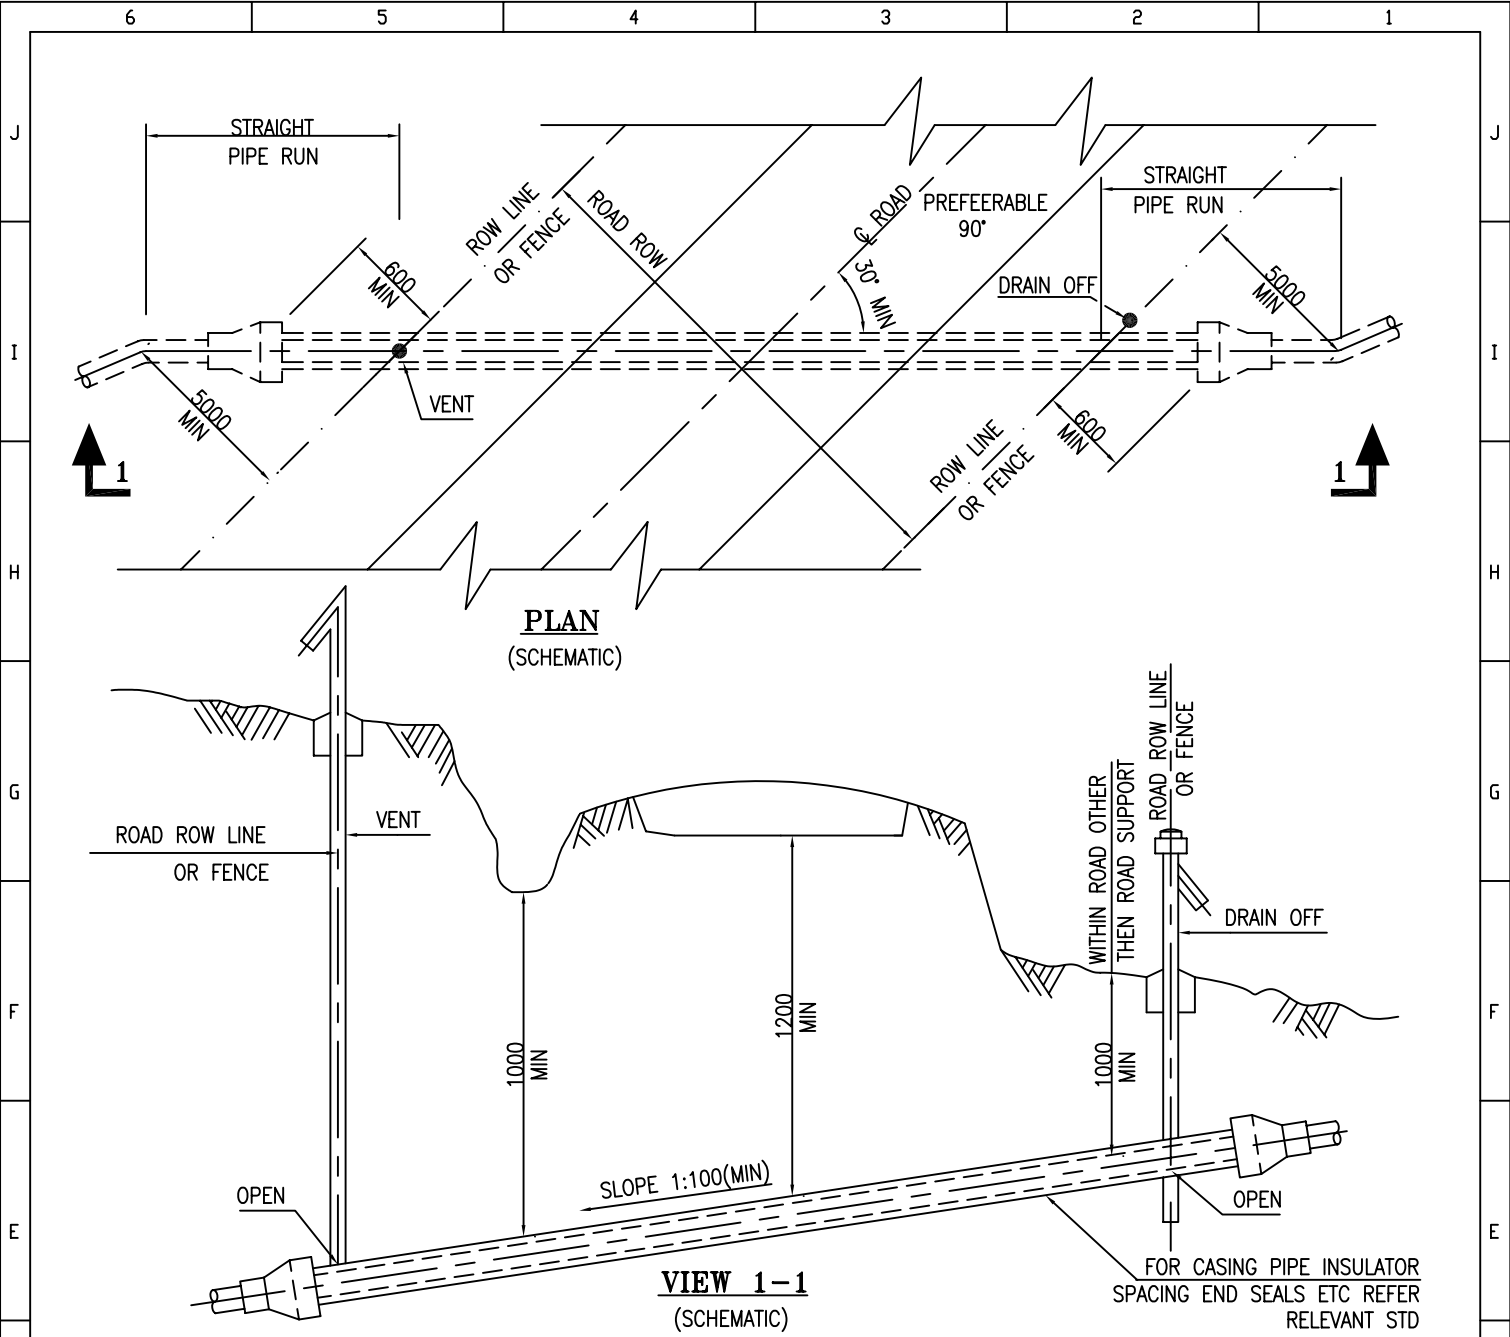 6 5 4 3 2 1
J J
STRAIGHT
PIPE RUN
ROW LINE
OR FENCE
ROAD ROW
℄ ROAD
PREFEERABLE
90°
STRAIGHT
PIPE RUN
600
MIN
30° MIN
DRAIN OFF
5000
MIN
I I
5000
MIN
VENT
ROW LINE
OR FENCE
600
MIN
1 1
H H
PLAN
(SCHEMATIC)
ROAD ROW LINE
OR FENCE
G G
WITHIN ROAD OTHER
THEN ROAD SUPPORT
VENT
ROAD ROW LINE
OR FENCE
DRAIN OFF
F F
1000
MIN
1200
MIN
1000
MIN
SLOPE 1:100(MIN)
OPEN
OPEN
E E
VIEW 1-1
(SCHEMATIC)
FOR CASING PIPE INSULATOR
SPACING END SEALS ETC REFER
RELEVANT STD